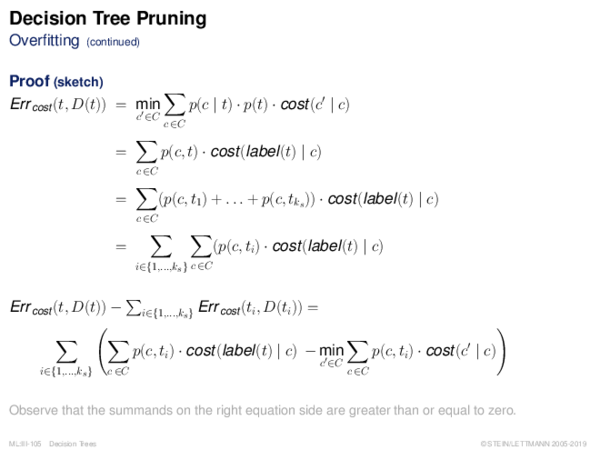 Decision Tree Pruning
Overfitting (continued)
Proof (sketch)
Err_cost(t, D(t)) = min_{c′∈C} ∑_{c∈C} p(c | t) · p(t) · cost(c′ | c)
= ∑_{c∈C} p(c, t) · cost(label(t) | c)
= ∑_{c∈C} (p(c, t_1) + . . . + p(c, t_{k_s})) · cost(label(t) | c)
= ∑_{i∈{1,...,k_s}} ∑_{c∈C} (p(c, t_i) · cost(label(t) | c)
Err_cost(t, D(t)) − ∑_{i∈{1,...,k_s}} Err_cost(t_i, D(t_i)) =
∑_{i∈{1,...,k_s}} ( ∑_{c∈C} p(c, t_i) · cost(label(t) | c) − min_{c′∈C} ∑_{c∈C} p(c, t_i) · cost(c′ | c) )
Observe that the summands on the right equation side are greater than or equal to zero.
ML:III-105 Decision Trees © STEIN/LETTMANN 2005-2019